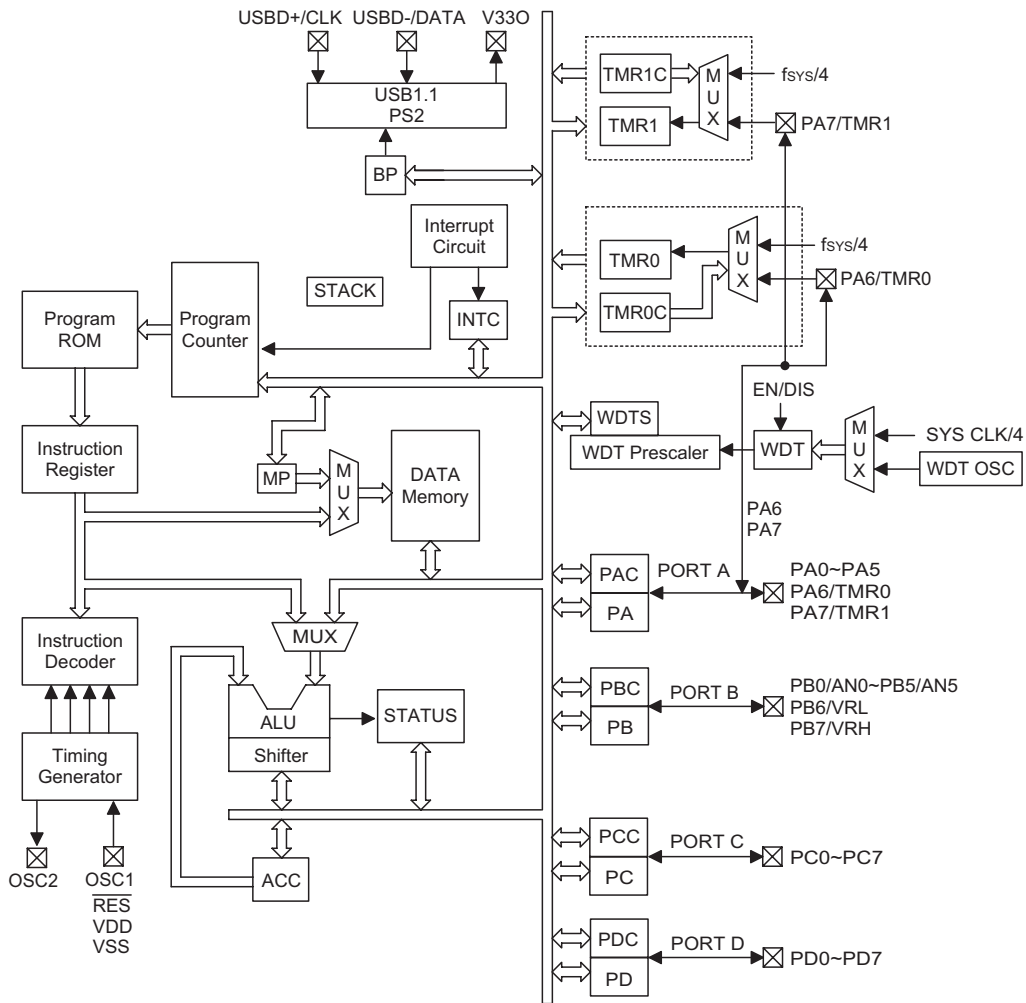 USBD+/CLK USBD-/DATA V33O
USB1.1
PS2
BP
TMR1C
TMR1
MUX
fSYS/4
PA7/TMR1
Interrupt
Circuit
INTC
STACK
TMR0
TMR0C
MUX
fSYS/4
PA6/TMR0
Program
ROM
Program
Counter
EN/DIS
WDTS
WDT Prescaler
WDT
MUX
SYS CLK/4
WDT OSC
Instruction
Register
MP
MUX
DATA
Memory
PA6
PA7
PAC
PA
PORT A
PA0~PA5
PA6/TMR0
PA7/TMR1
Instruction
Decoder
MUX
ALU
Shifter
STATUS
PBC
PB
PORT B
PB0/AN0~PB5/AN5
PB6/VRL
PB7/VRH
Timing
Generator
OSC2
OSC1
RES
VDD
VSS
ACC
PCC
PC
PORT C
PC0~PC7
PDC
PD
PORT D
PD0~PD7